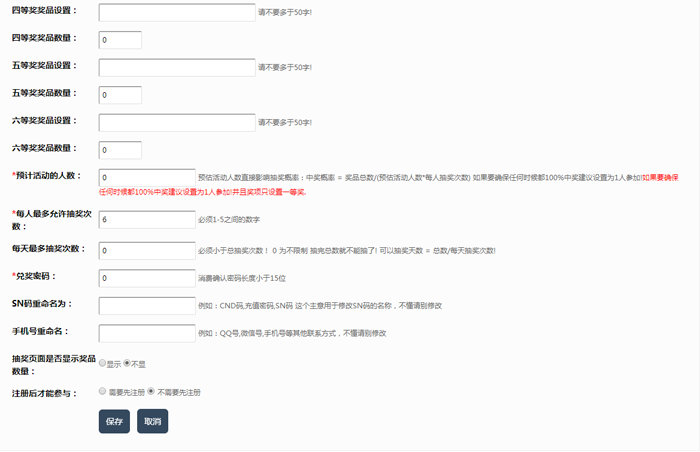 四等奖奖品设置： 请不要多于50字!
四等奖奖品数量： 0
五等奖奖品设置： 请不要多于50字!
五等奖奖品数量： 0
六等奖奖品设置： 请不要多于50字!
六等奖奖品数量： 0
*预计活动的人数： 0 预估活动人数直接影响抽奖概率：中奖概率 = 奖品总数/(预估活动人数*每人抽奖次数) 如果要确保任何时候都100%中奖建议设置为1人参加!如果要确保
任何时候都100%中奖建议设置为1人参加!并且奖项只设置一等奖.
*每人最多允许抽奖次 6 必须1-5之间的数字
数：
每天最多抽奖次数： 0 必须小于总抽奖次数！ 0 为不限制 抽完总数就不能抽了! 可以抽奖天数 = 总数/每天抽奖次数!
*兑奖密码： 0 消费确认密码长度小于15位
SN码重命名为： 例如：CND码,充值密码,SN码 这个主意用于修改SN码的名称，不懂请别修改
手机号重命名： 例如：QQ号,微信号,手机号等其他联系方式，不懂请别修改
抽奖页面是否显示奖品 显示 不显
数量：
注册后才能参与： 需要先注册 不需要先注册
保存 取消